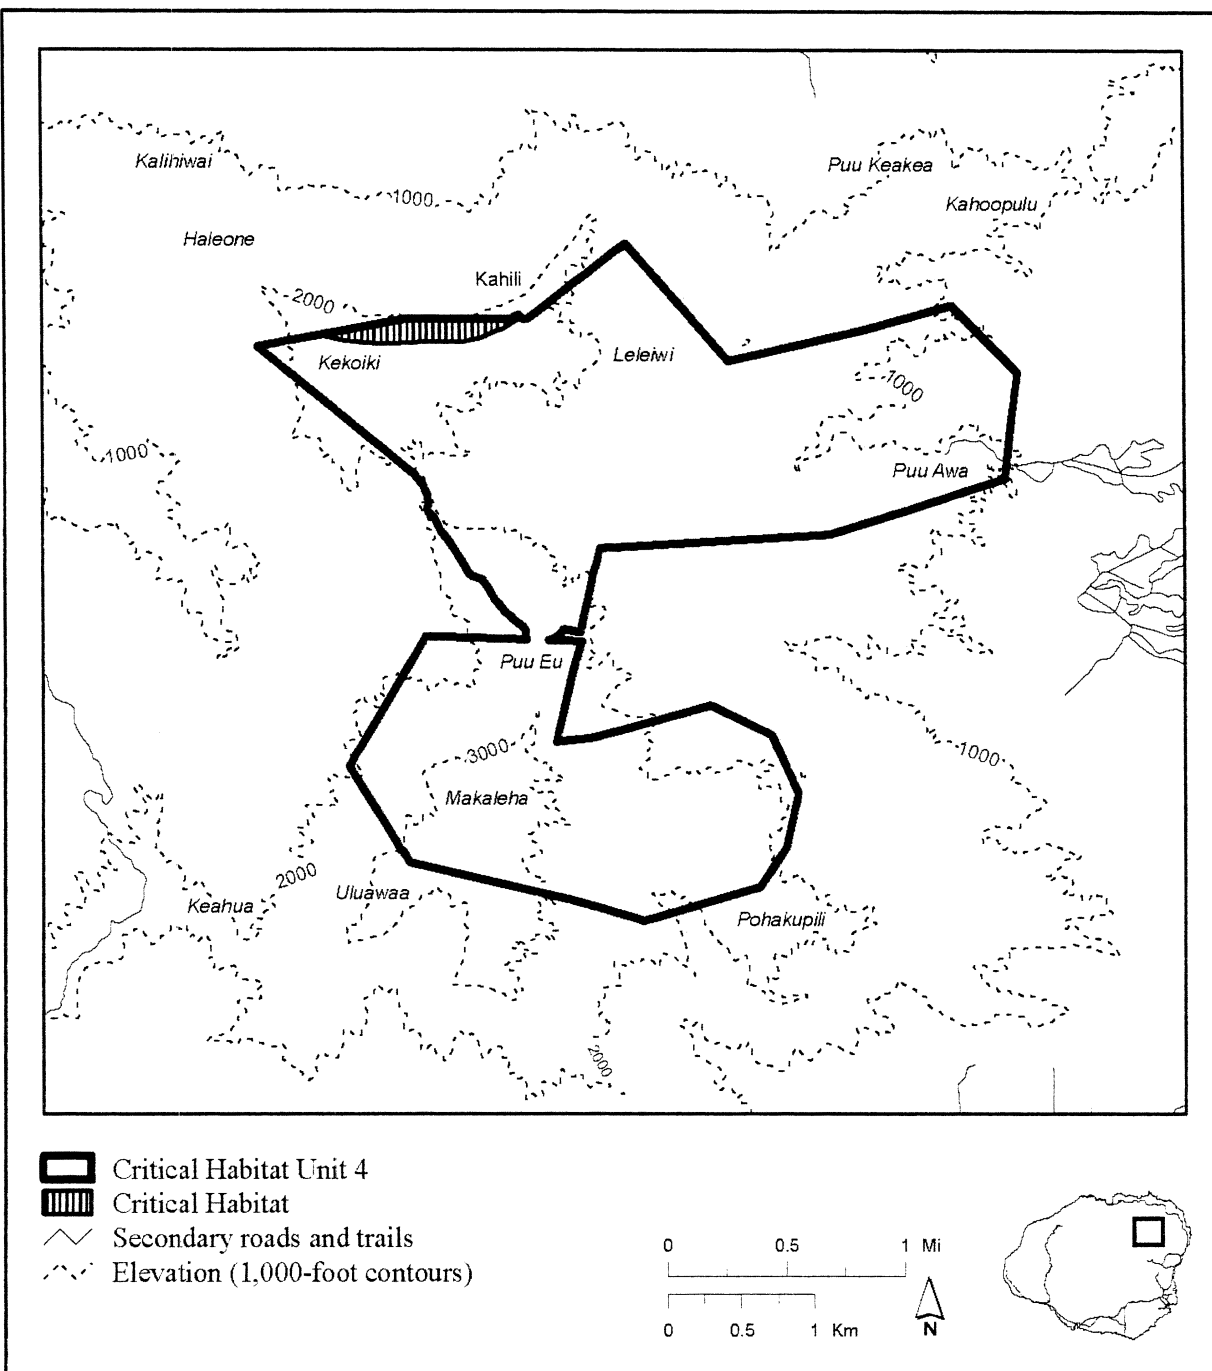 Kalihiwai
Puu Keakea
1000
Kahoopulu
Haleone
Kahili
2000
Kekoiki
Leleiwi
1000
1000
Puu Awa
Puu Eu
3000
1000
Makaleha
2000
Uluawaa
Keahua
Pohakupili
2000
Critical Habitat Unit 4
Critical Habitat
Secondary roads and trails
Elevation (1,000-foot contours)
0 0.5 1 Mi
0 0.5 1 Km
N